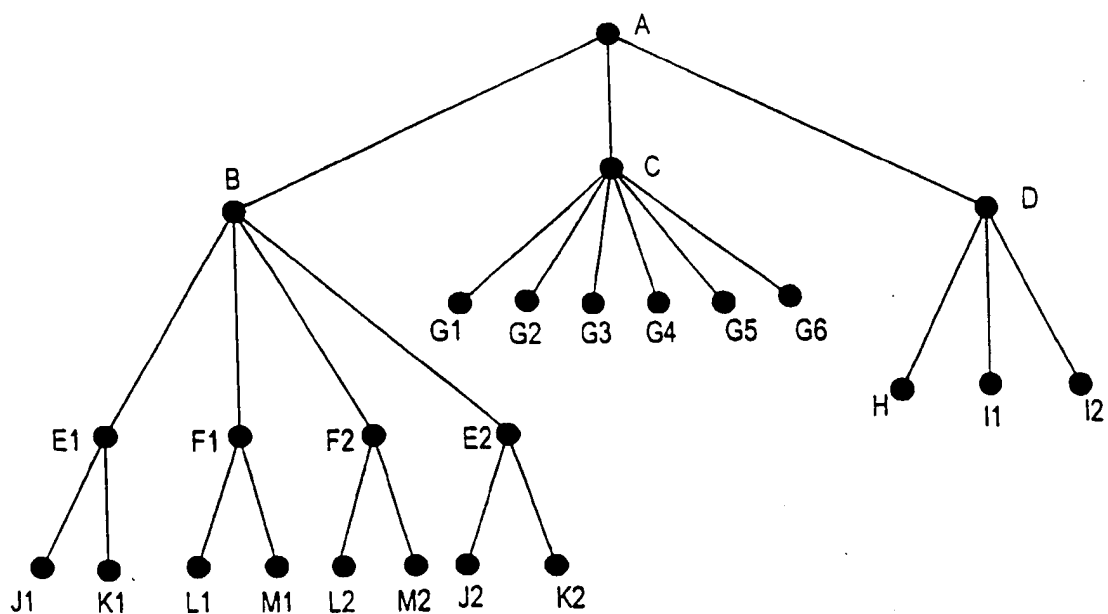 A
B
C
D
G1 G2 G3 G4 G5 G6
H I1 I2
E1 F1 F2 E2
J1 K1 L1 M1 L2 M2 J2 K2